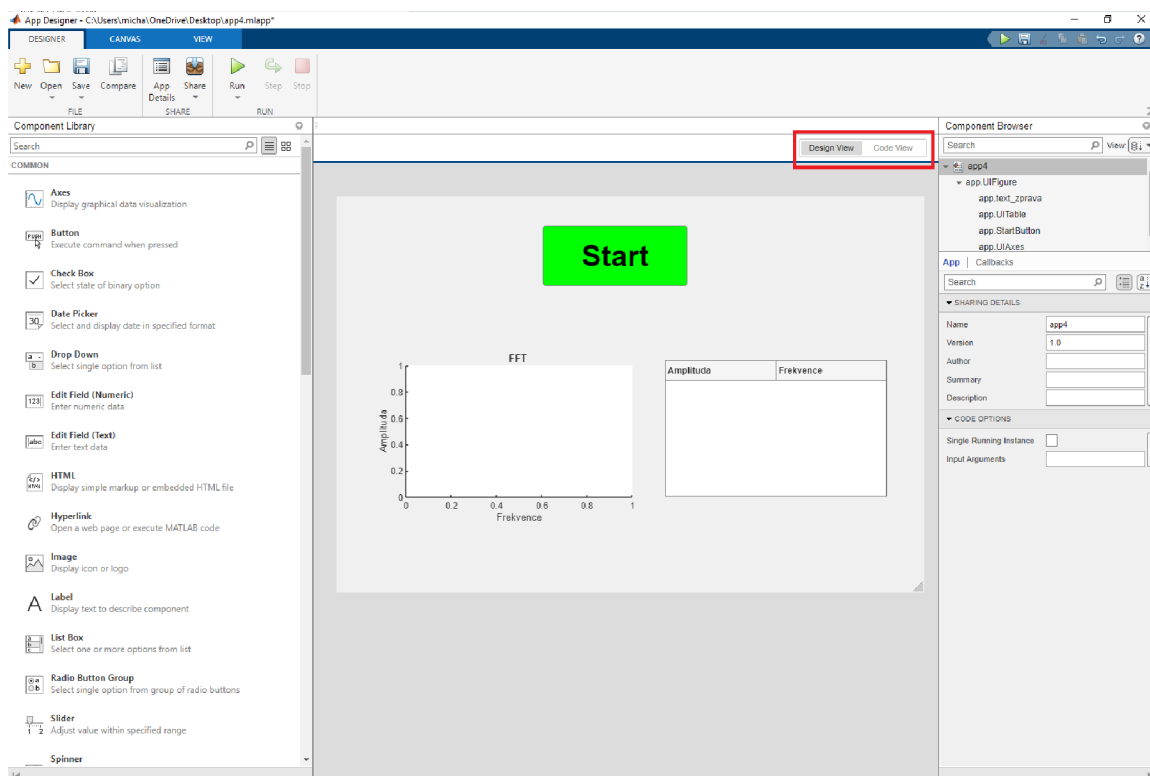 App Designer - C:\Users\micha\OneDrive\Desktop\app4.mlapp*
DESIGNER CANVAS VIEW
New Open Save Compare App Details Share Run Step Stop
FILE SHARE RUN
Component Library
Search
COMMON
Axes
Display graphical data visualization
PUSH
Button
Execute command when pressed
Check Box
Select state of binary option
30
Date Picker
Select and display date in specified format
a
b
Drop Down
Select single option from list
123
Edit Field (Numeric)
Enter numeric data
abc
Edit Field (Text)
Enter text data
</>
HTML
HTML
Display simple markup or embedded HTML file
Hyperlink
Open a web page or execute MATLAB code
Image
Display icon or logo
A
Label
Display text to describe component
a
b
c
List Box
Select one or more options from list
a
b
Radio Button Group
Select single option from group of radio buttons
1 2
Slider
Adjust value within specified range
Spinner
Design View Code View
Start
FFT
1
0.8
0.6
0.4
0.2
0
Amplituda
0 0.2 0.4 0.6 0.8 1
Frekvence
Amplituda Frekvence
Component Browser
Search View:
app4
app.UIFigure
app.text_zprava
app.UITable
app.StartButton
app.UIAxes
App | Callbacks
Search
SHARING DETAILS
Name app4
Version 1.0
Author
Summary
Description
CODE OPTIONS
Single Running Instance
Input Arguments